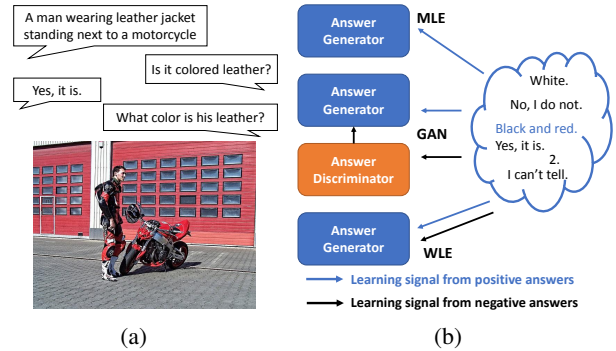 A man wearing leather jacket
standing next to a motorcycle
Is it colored leather?
Yes, it is.
What color is his leather?
(a)
Answer
Generator
MLE
Answer
Generator
GAN
Answer
Discriminator
Answer
Generator
WLE
White.
No, I do not.
Black and red.
Yes, it is.
2.
I can't tell.
Learning signal from positive answers
Learning signal from negative answers
(b)